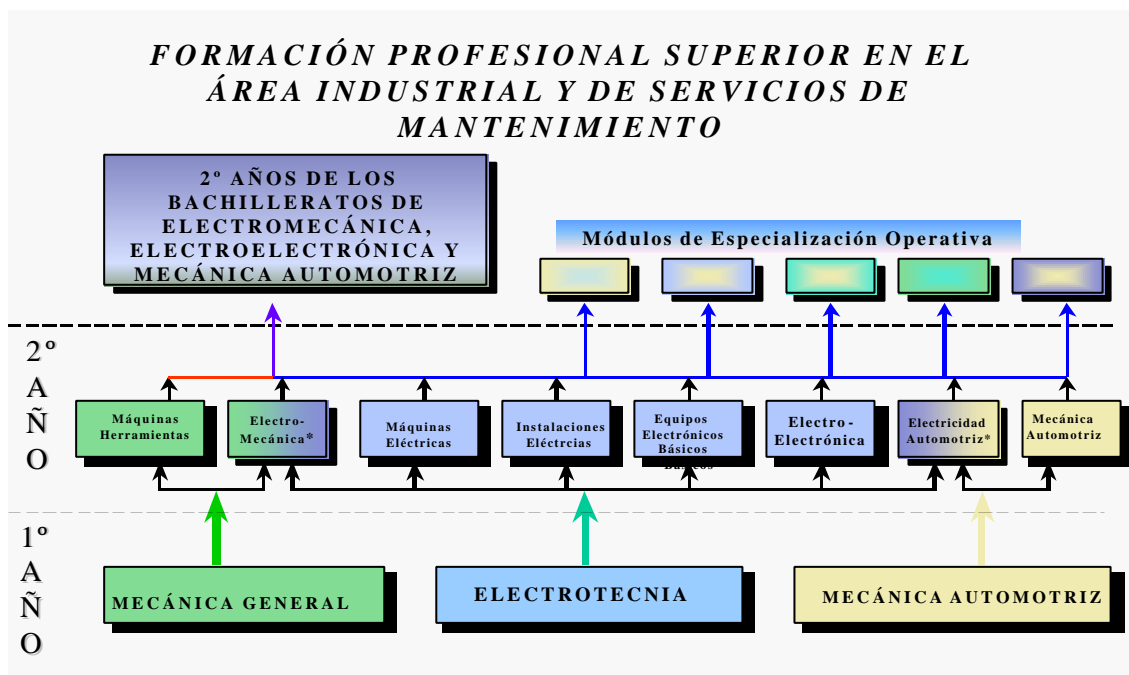 FORMACIÓN PROFESIONAL SUPERIOR EN EL
ÁREA INDUSTRIAL Y DE SERVICIOS DE
MANTENIMIENTO
2º AÑOS DE LOS
BACHILLERATOS DE
ELECTROMECÁNICA,
ELECTROELECTRÓNICA Y
MECÁNICA AUTOMOTRIZ
Módulos de Especialización Operativa
2º
A
Ñ
O
Máquinas
Herramientas
Electro-
Mecánica*
Máquinas
Eléctricas
Instalaciones
Eléctrcias
Equipos
Electrónicos
Básicos
Básicos
Electro-
Electrónica
Electricidad
Automotriz*
Mecánica
Automotriz
1º
A
Ñ
O
MECÁNICA GENERAL
ELECTROTECNIA
MECÁNICA AUTOMOTRIZ